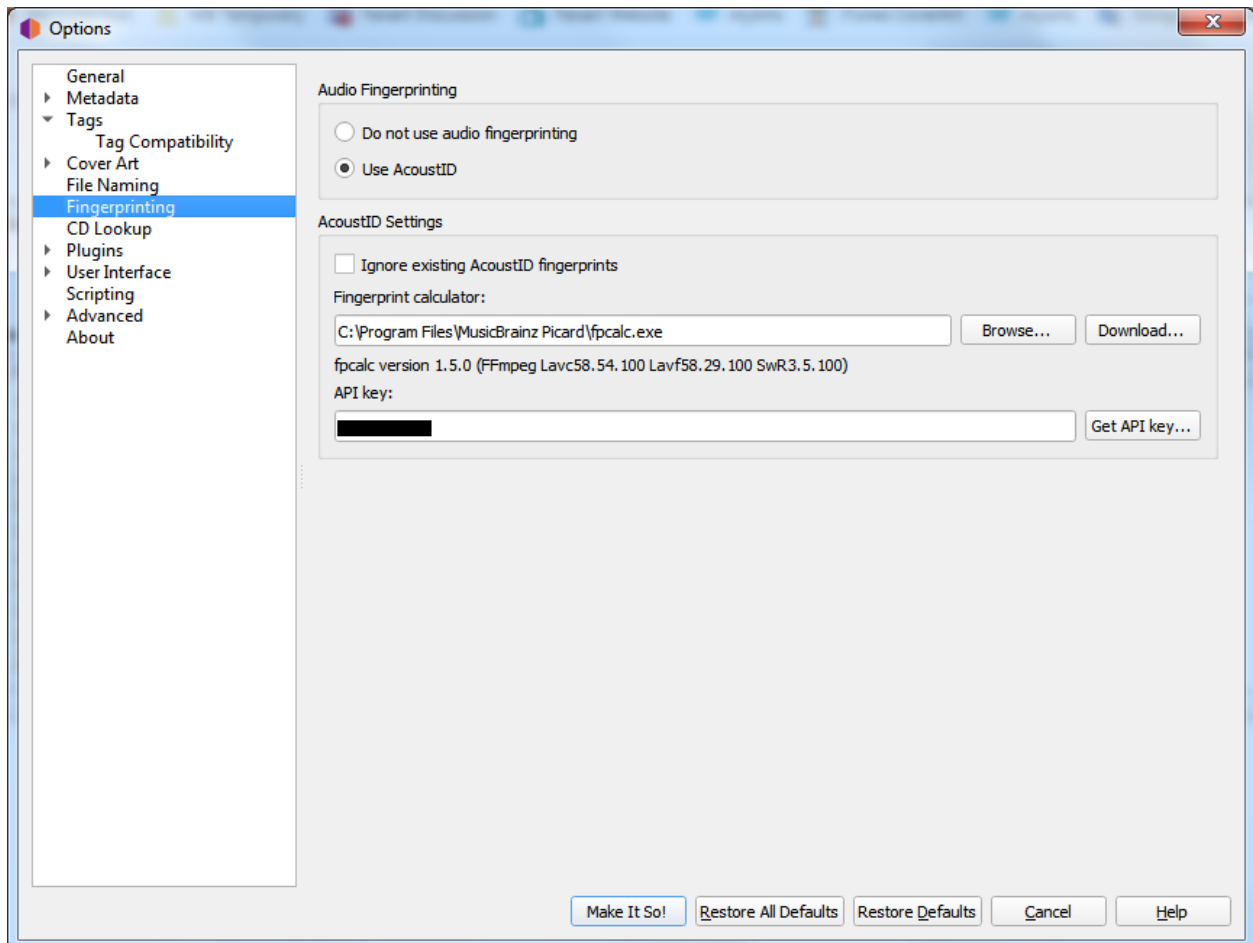 Options
General
Metadata
Tags
Tag Compatibility
Cover Art
File Naming
Fingerprinting
CD Lookup
Plugins
User Interface
Scripting
Advanced
About
Audio Fingerprinting
Do not use audio fingerprinting
Use AcoustID
AcoustID Settings
Ignore existing AcoustID fingerprints
Fingerprint calculator:
C:\Program Files\MusicBrainz Picard\fpcalc.exe Browse... Download...
fpcalc version 1.5.0 (FFmpeg Lavc58.54.100 Lavf58.29.100 SwR3.5.100)
API key:
Get API key...
Make It So! Restore All Defaults Restore Defaults Cancel Help